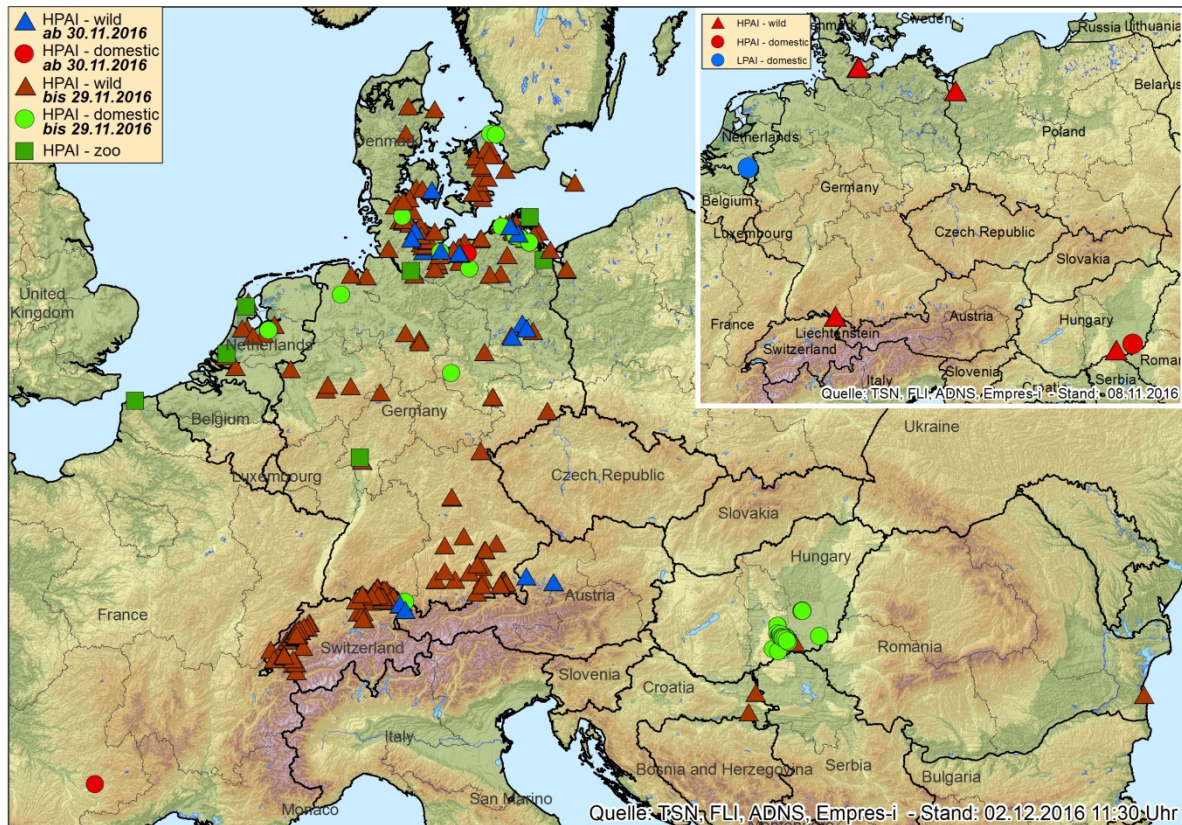 HPAI - wild
ab 30.11.2016
HPAI - domestic
ab 30.11.2016
HPAI - wild
bis 29.11.2016
HPAI - domestic
bis 29.11.2016
HPAI - zoo
Denmark
United
Kingdom
Netherlands
Belgium
Germany
Luxembourg
Czech Republic
Ukraine
Slovakia
Hungary
Austria
France
Switzerland
Romania
Slovenia
Croatia
Italy
Bosnia and Herzegovina
Serbia
Bulgaria
San Marino
Monaco
Quelle: TSN, FLI, ADNS, Empres-i - Stand: 02.12.2016 11:30 Uhr
HPAI - wild
HPAI - domestic
LPAI - domestic
enmark
Sweden
Russia
Lithuania
Belarus
Netherlands
Poland
Germany
Belgium
Luxembourg
Czech Republic
Slovakia
France
Austria
Hungary
Liechtenstein
Switzerland
Slovenia
Roman
Italy
Croatia
Serbia
Quelle: TSN, FLI, ADNS, Empres-i - Stand: 08.11.2016